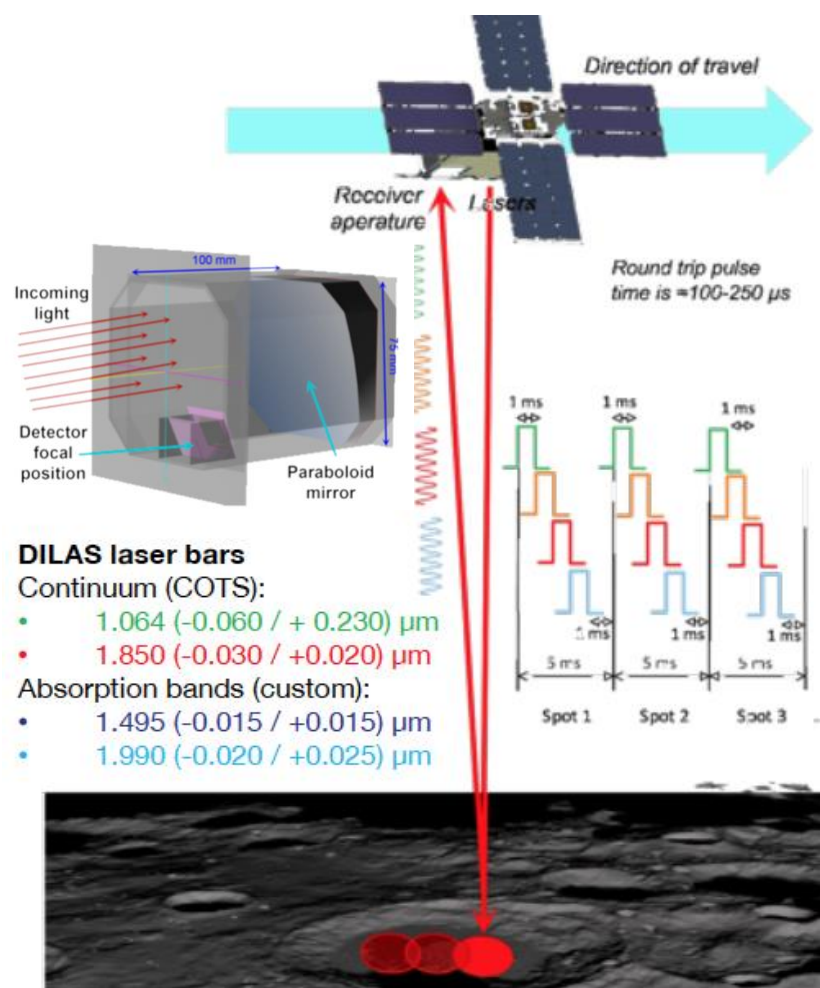 Direction of travel
Receiver
aperature
Lasers
Round trip pulse
time is ≈100-250 µs
100 mm
75 mm
Incoming
light
Detector
focal
position
Paraboloid
mirror
1 ms
1 ms
1 ms
1 ms
1 ms
1 ms
5 ms
5 ms
5 ms
Spot 1
Spot 2
Spot 3
DILAS laser bars
Continuum (COTS):
• 1.064 (-0.060 / + 0.230) µm
• 1.850 (-0.030 / +0.020) µm
Absorption bands (custom):
• 1.495 (-0.015 / +0.015) µm
• 1.990 (-0.020 / +0.025) µm